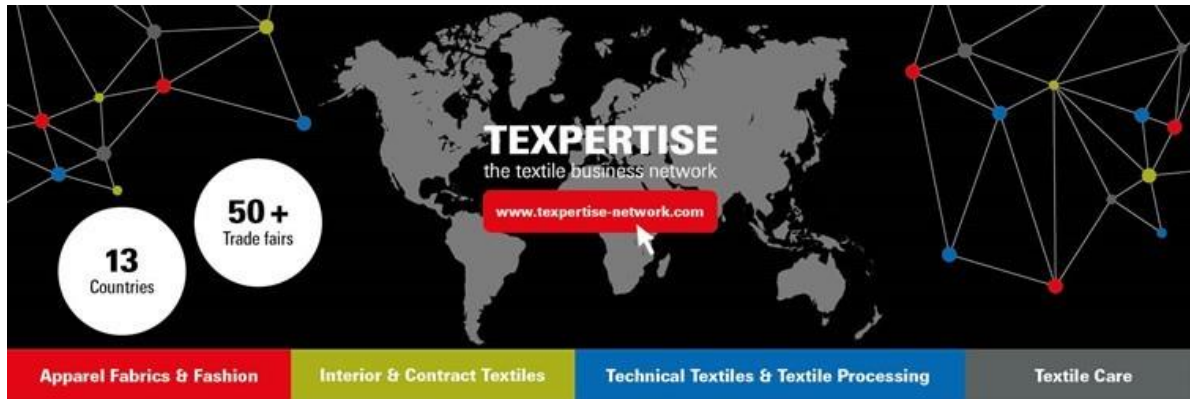 TEXPERTISE
the textile business network
www.texpertise-network.com
50 +
Trade fairs
13
Countries
Apparel Fabrics & Fashion
Interior & Contract Textiles
Technical Textiles & Textile Processing
Textile Care